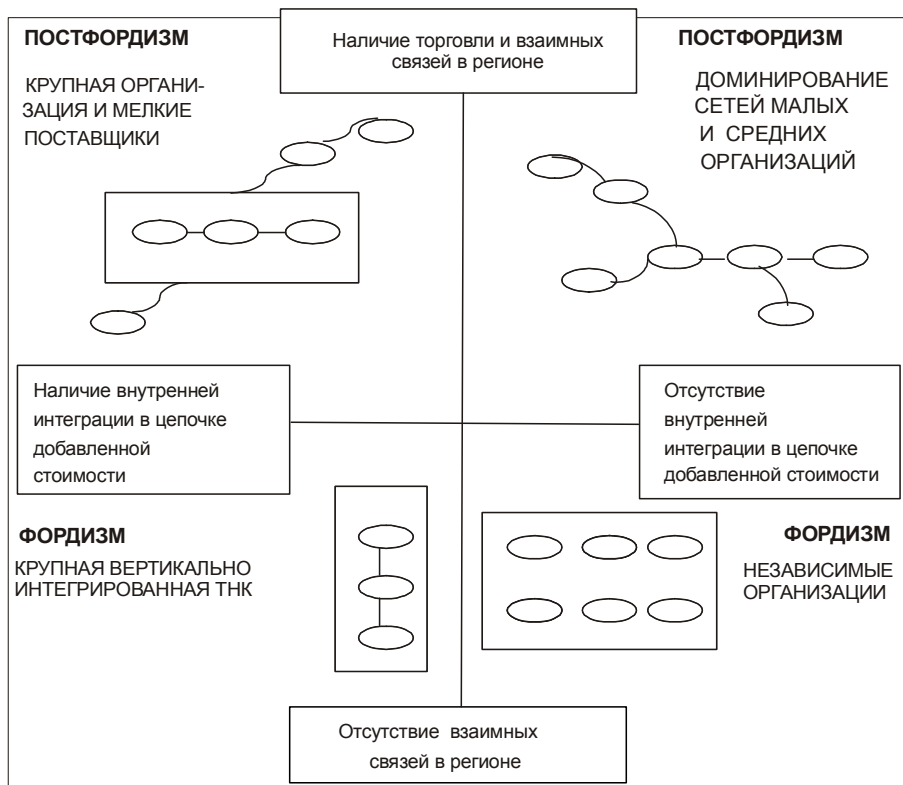 ПОСТФОРДИЗМ
КРУПНАЯ ОРГАНИ-
ЗАЦИЯ И МЕЛКИЕ
ПОСТАВЩИКИ
Наличие торговли и взаимных
связей в регионе
ПОСТФОРДИЗМ
ДОМИНИРОВАНИЕ
СЕТЕЙ МАЛЫХ
И СРЕДНИХ
ОРГАНИЗАЦИЙ
Наличие внутренней
интеграции в цепочке
добавленной
стоимости
Отсутствие
внутренней
интеграции в цепочке
добавленной стоимости
ФОРДИЗМ
КРУПНАЯ ВЕРТИКАЛЬНО
ИНТЕГРИРОВАННАЯ ТНК
ФОРДИЗМ
НЕЗАВИСИМЫЕ
ОРГАНИЗАЦИИ
Отсутствие взаимных
связей в регионе